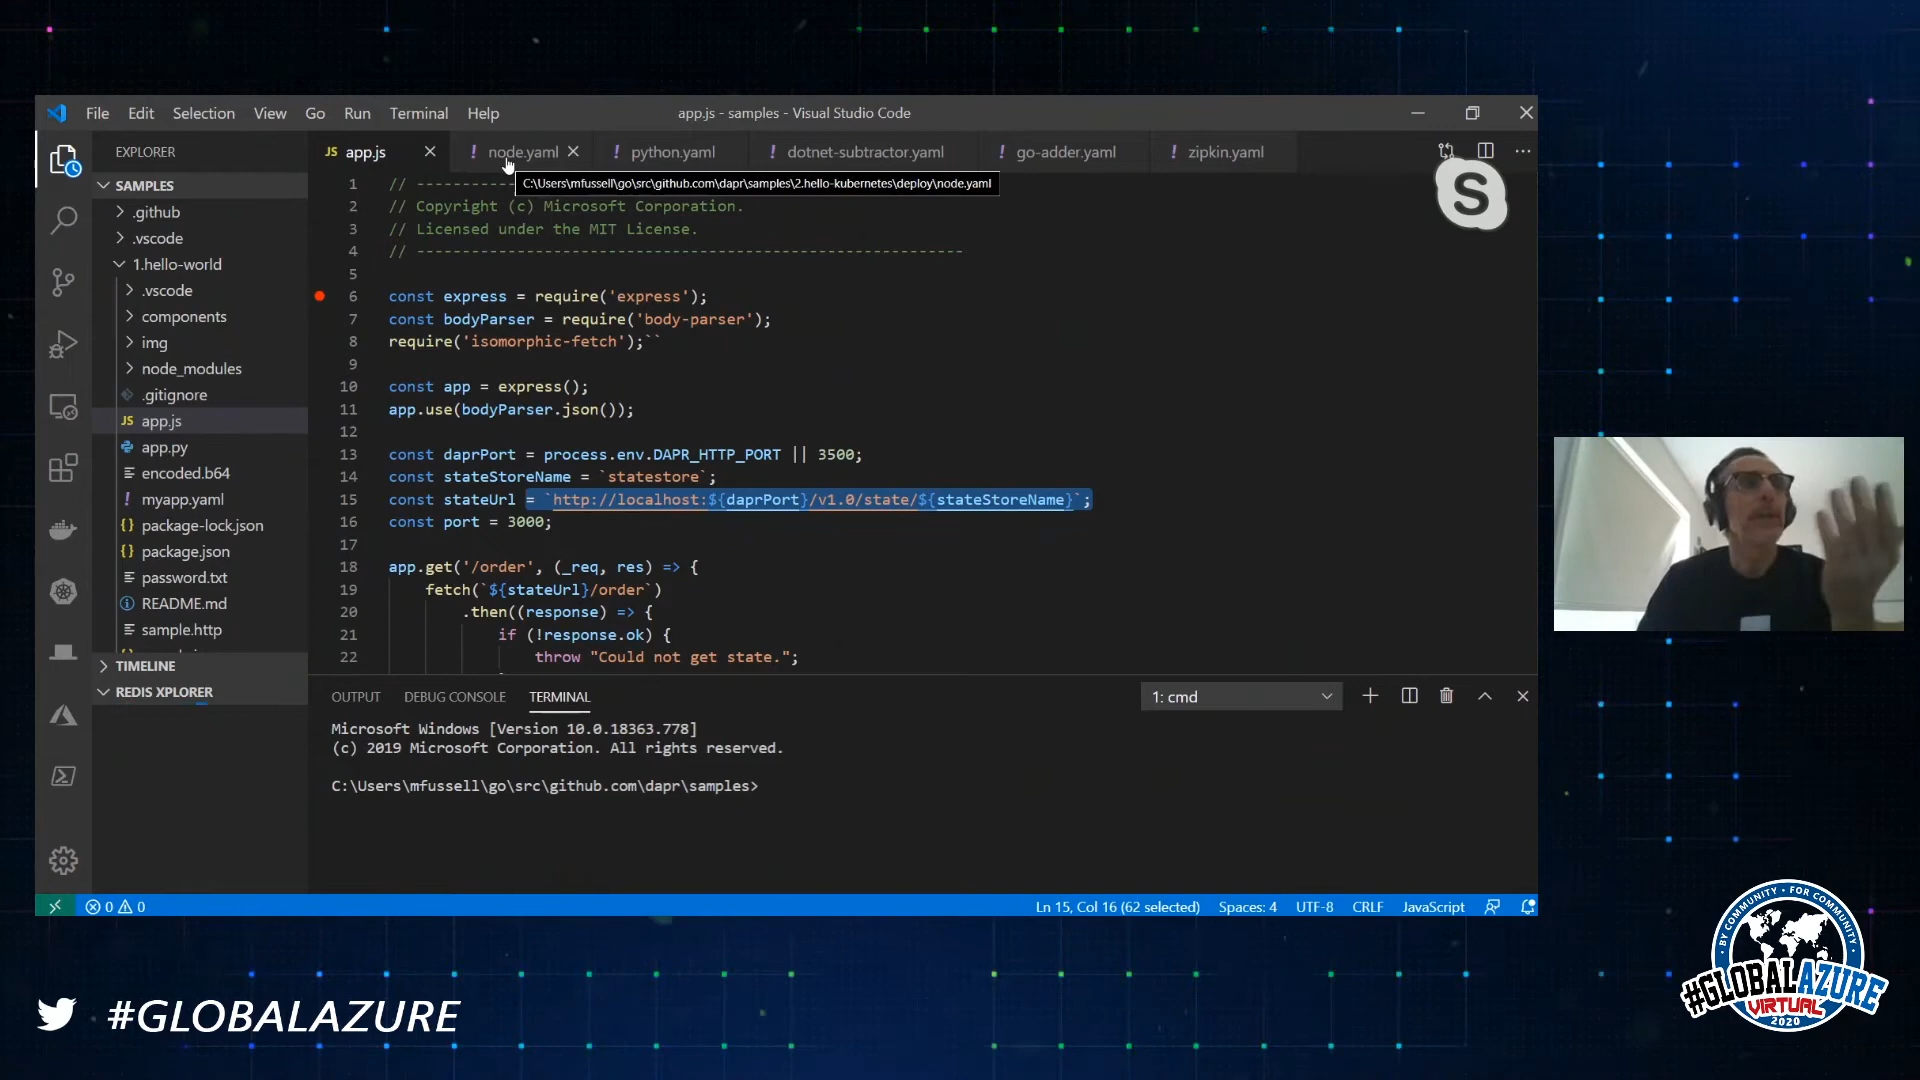 File Edit Selection View Go Run Terminal Help
app.js - samples - Visual Studio Code
EXPLORER
JS app.js
! node.yaml
! python.yaml
! dotnet-subtractor.yaml
! go-adder.yaml
! zipkin.yaml
C:\Users\mfussell\go\src\github.com\dapr\samples\2.hello-kubernetes\deploy\node.yaml
SAMPLES
.github
.vscode
1.hello-world
.vscode
components
img
node_modules
.gitignore
JS app.js
app.py
encoded.b64
! myapp.yaml
{} package-lock.json
{} package.json
password.txt
README.md
sample.http
TIMELINE
REDIS XPLORER
1 // ----------
2 // Copyright (c) Microsoft Corporation.
3 // Licensed under the MIT License.
4 // ------------------------------------------------------------
5
6 const express = require('express');
7 const bodyParser = require('body-parser');
8 require('isomorphic-fetch');``
9
10 const app = express();
11 app.use(bodyParser.json());
12
13 const daprPort = process.env.DAPR_HTTP_PORT || 3500;
14 const stateStoreName = `statestore`;
15 const stateUrl = `http://localhost:${daprPort}/v1.0/state/${stateStoreName}`;
16 const port = 3000;
17
18 app.get('/order', (_req, res) => {
19 fetch(`${stateUrl}/order`)
20 .then((response) => {
21 if (!response.ok) {
22 throw "Could not get state.";
OUTPUT DEBUG CONSOLE TERMINAL
1: cmd
Microsoft Windows [Version 10.0.18363.778]
(c) 2019 Microsoft Corporation. All rights reserved.
C:\Users\mfussell\go\src\github.com\dapr\samples>
0 0
Ln 15, Col 16 (62 selected) Spaces: 4 UTF-8 CRLF JavaScript
#GLOBALAZURE
BY COMMUNITY • FOR COMMUNITY
#GLOBALAZURE
VIRTUAL
2020